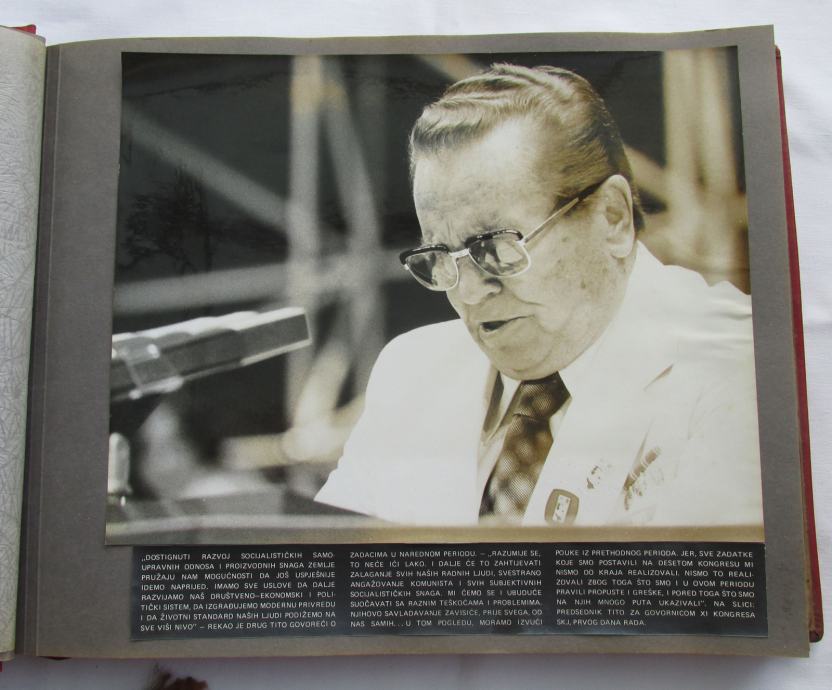 „DOSTIGNUTI RAZVOJ SOCIJALISTIČKIH SAMO-
UPRAVNIH ODNOSA I PROIZVODNIH SNAGA ZEMLJE
PRUŽAJU NAM MOGUĆNOSTI DA JOŠ USPJEŠNIJE
IDEMO NAPRIJED. IMAMO SVE USLOVE DA DALJE
RAZVIJAMO NAŠ DRUŠTVENO–EKONOMSKI I POLI-
TIČKI SISTEM, DA IZGRAĐUJEMO MODERNU PRIVREDU
I DA ŽIVOTNI STANDARD NAŠIH LJUDI PODIŽEMO NA
SVE VIŠI NIVO” – REKAO JE DRUG TITO GOVOREĆI O
ZADACIMA U NAREDNOM PERIODU. – „RAZUMIJE SE,
TO NEĆE IĆI LAKO. I DALJE ĆE TO ZAHTIJEVATI
ZALAGANJE SVIH NAŠIH RADNIH LJUDI, SVESTRANO
ANGAŽOVANJE KOMUNISTA I SVIH SUBJEKTIVNIH
SOCIJALISTIČKIH SNAGA. MI ĆEMO SE I UBUDUĆE
SUOČAVATI SA RAZNIM TEŠKOĆAMA I PROBLEMIMA.
NJIHOVO SAVLAĐAVANJE ZAVISIĆE, PRIJE SVEGA, OD
NAS SAMIH... U TOM POGLEDU, MORAMO IZVUĆI
POUKE IZ PRETHODNOG PERIODA. JER, SVE ZADATKE
KOJE SMO POSTAVILI NA DESETOM KONGRESU MI
NISMO DO KRAJA REALIZOVALI. NISMO TO REALI-
ZOVALI ZBOG TOGA ŠTO SMO I U OVOM PERIODU
PRAVILI PROPUSTE I GREŠKE, I PORED TOGA ŠTO SMO
NA NJIH MNOGO PUTA UKAZIVALI”. NA SLICI:
PREDSEDNIK TITO ZA GOVORNICOM XI KONGRESA
SKJ, PRVOG DANA RADA.